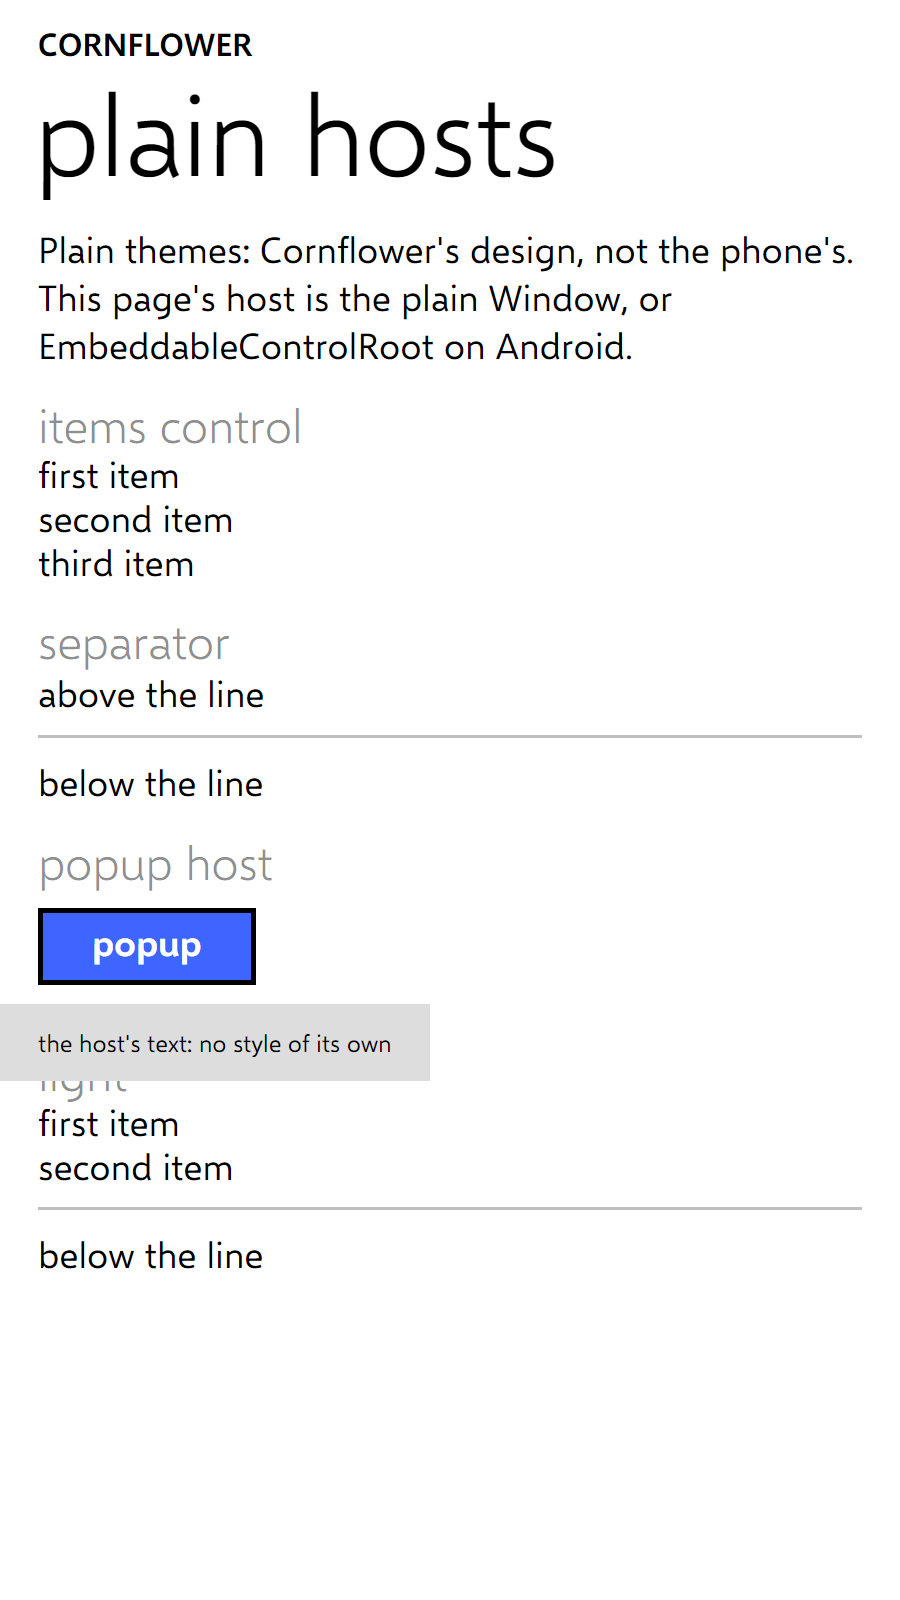 CORNFLOWER
plain hosts
Plain themes: Cornflower's design, not the phone's.
This page's host is the plain Window, or
EmbeddableControlRoot on Android.
items control
first item
second item
third item
separator
above the line
below the line
popup host
popup
the host's text: no style of its own
light
first item
second item
below the line